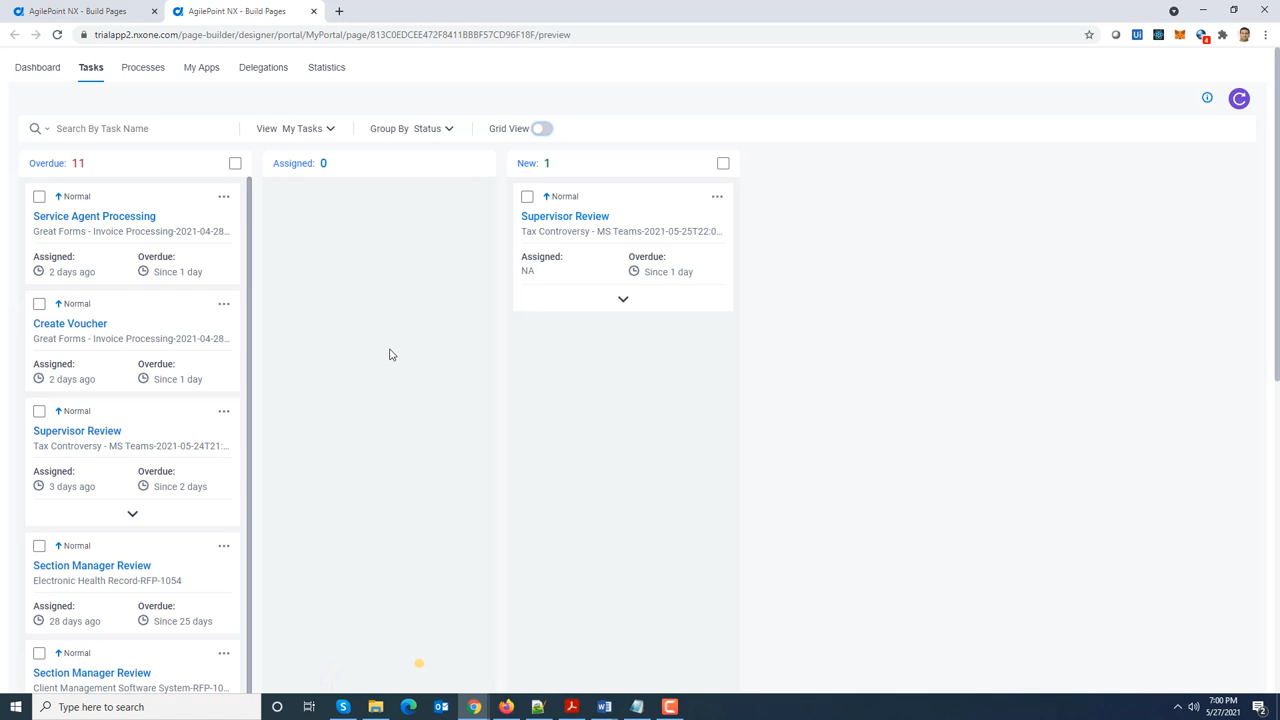 AgilePoint NX - Build Pages
AgilePoint NX - Build Pages
trialapp2.nxone.com/page-builder/designer/portal/MyPortal/page/813C0EDCEE472F8411BBBF57CD96F18F/preview
Ui
4
Dashboard Tasks Processes My Apps Delegations Statistics
Search By Task Name View My Tasks Group By Status Grid View
Overdue: 11 Assigned: 0 New: 1
Normal
Service Agent Processing
Great Forms - Invoice Processing-2021-04-28...
Assigned: Overdue:
2 days ago Since 1 day
Normal
Create Voucher
Great Forms - Invoice Processing-2021-04-28...
Assigned: Overdue:
2 days ago Since 1 day
Normal
Supervisor Review
Tax Controversy - MS Teams-2021-05-24T21:...
Assigned: Overdue:
3 days ago Since 2 days
Normal
Section Manager Review
Electronic Health Record-RFP-1054
Assigned: Overdue:
28 days ago Since 25 days
Normal
Section Manager Review
Client Management Software System-RFP-10...
Normal
Supervisor Review
Tax Controversy - MS Teams-2021-05-25T22:0...
Assigned: Overdue:
NA Since 1 day
Type here to search
7:00 PM
5/27/2021
2